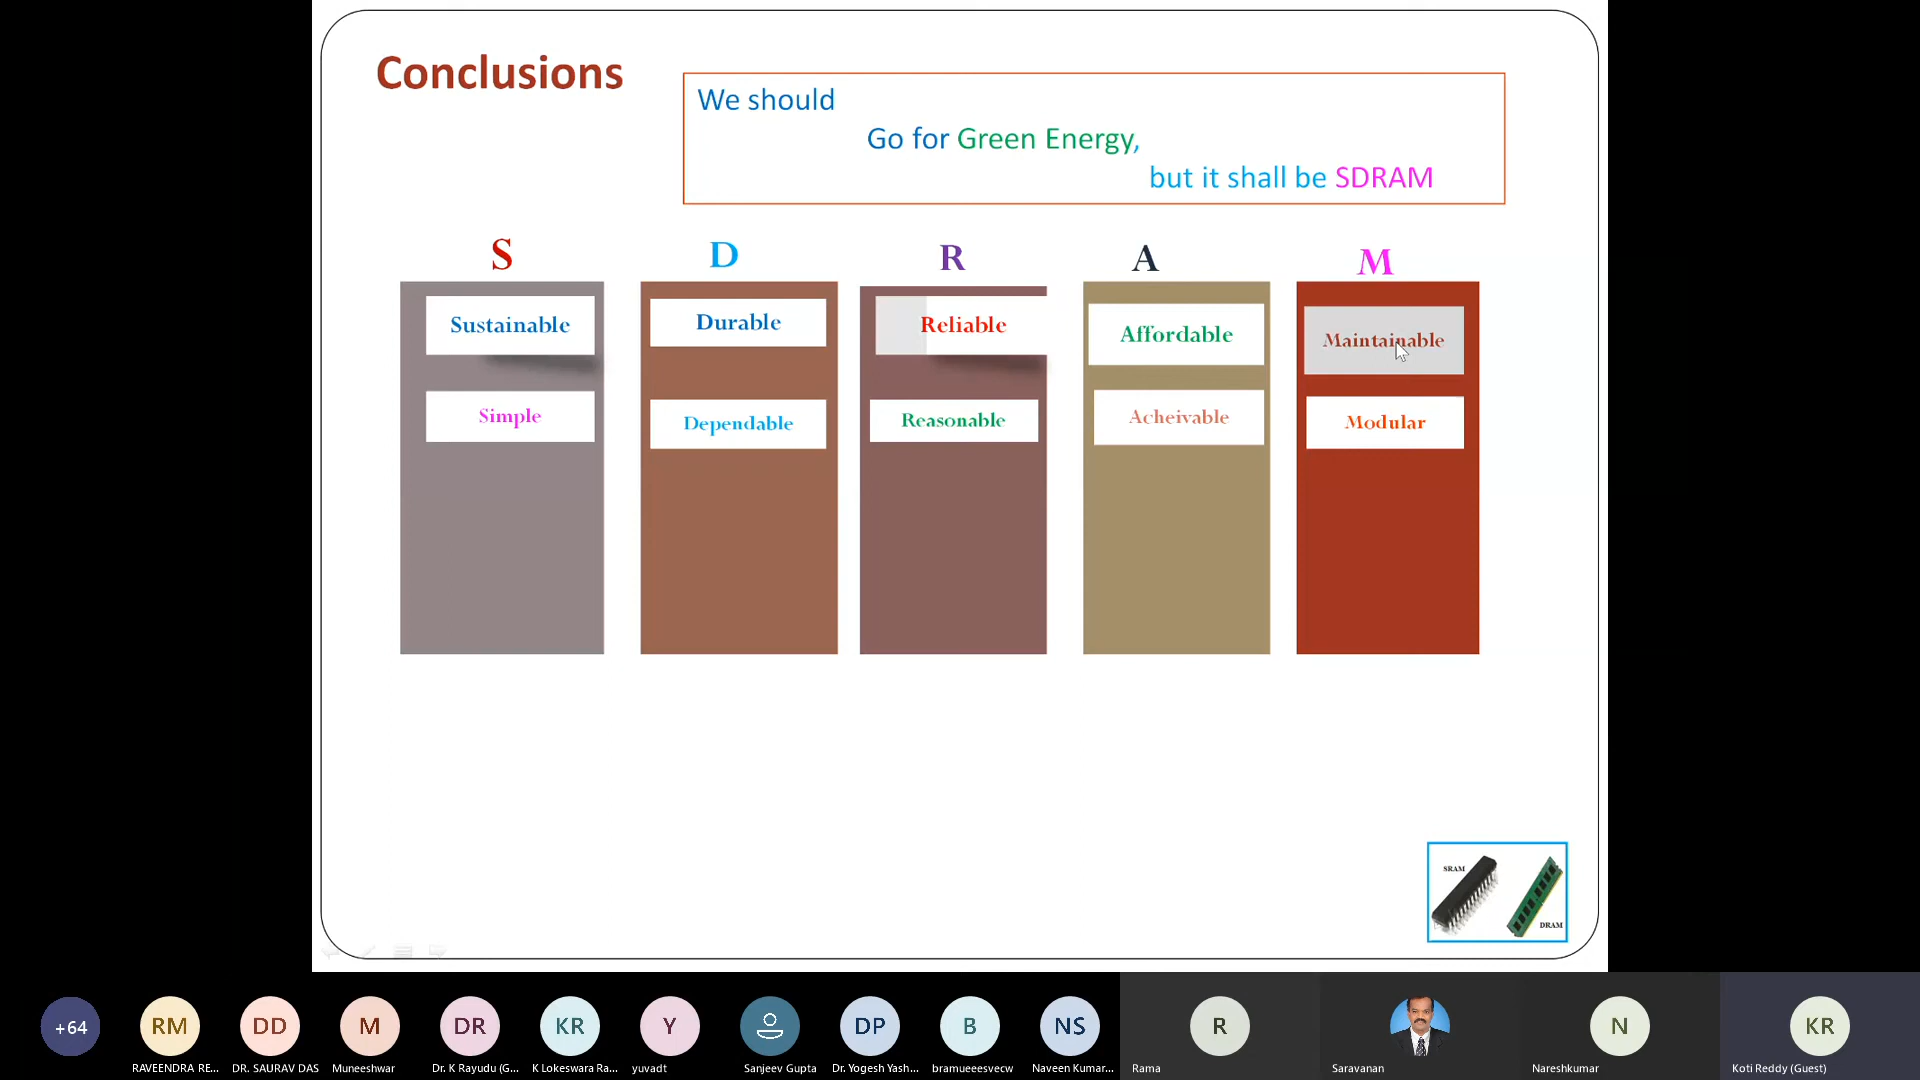 Conclusions
We should
Go for Green Energy,
but it shall be SDRAM
S D R A M
Sustainable Durable Reliable Affordable Maintainable
Simple Dependable Reasonable Acheivable Modular
SRAM
DRAM
+64 RM DD M DR KR Y DP B NS R N KR
RAVEENDRA RE... DR. SAURAV DAS Muneeshwar Dr. K Rayudu (G... K Lokeswara Ra... yuvadt Sanjeev Gupta Dr. Yogesh Yash... bramueeesvecw Naveen Kumar... Rama Saravanan Nareshkumar Koti Reddy (Guest)